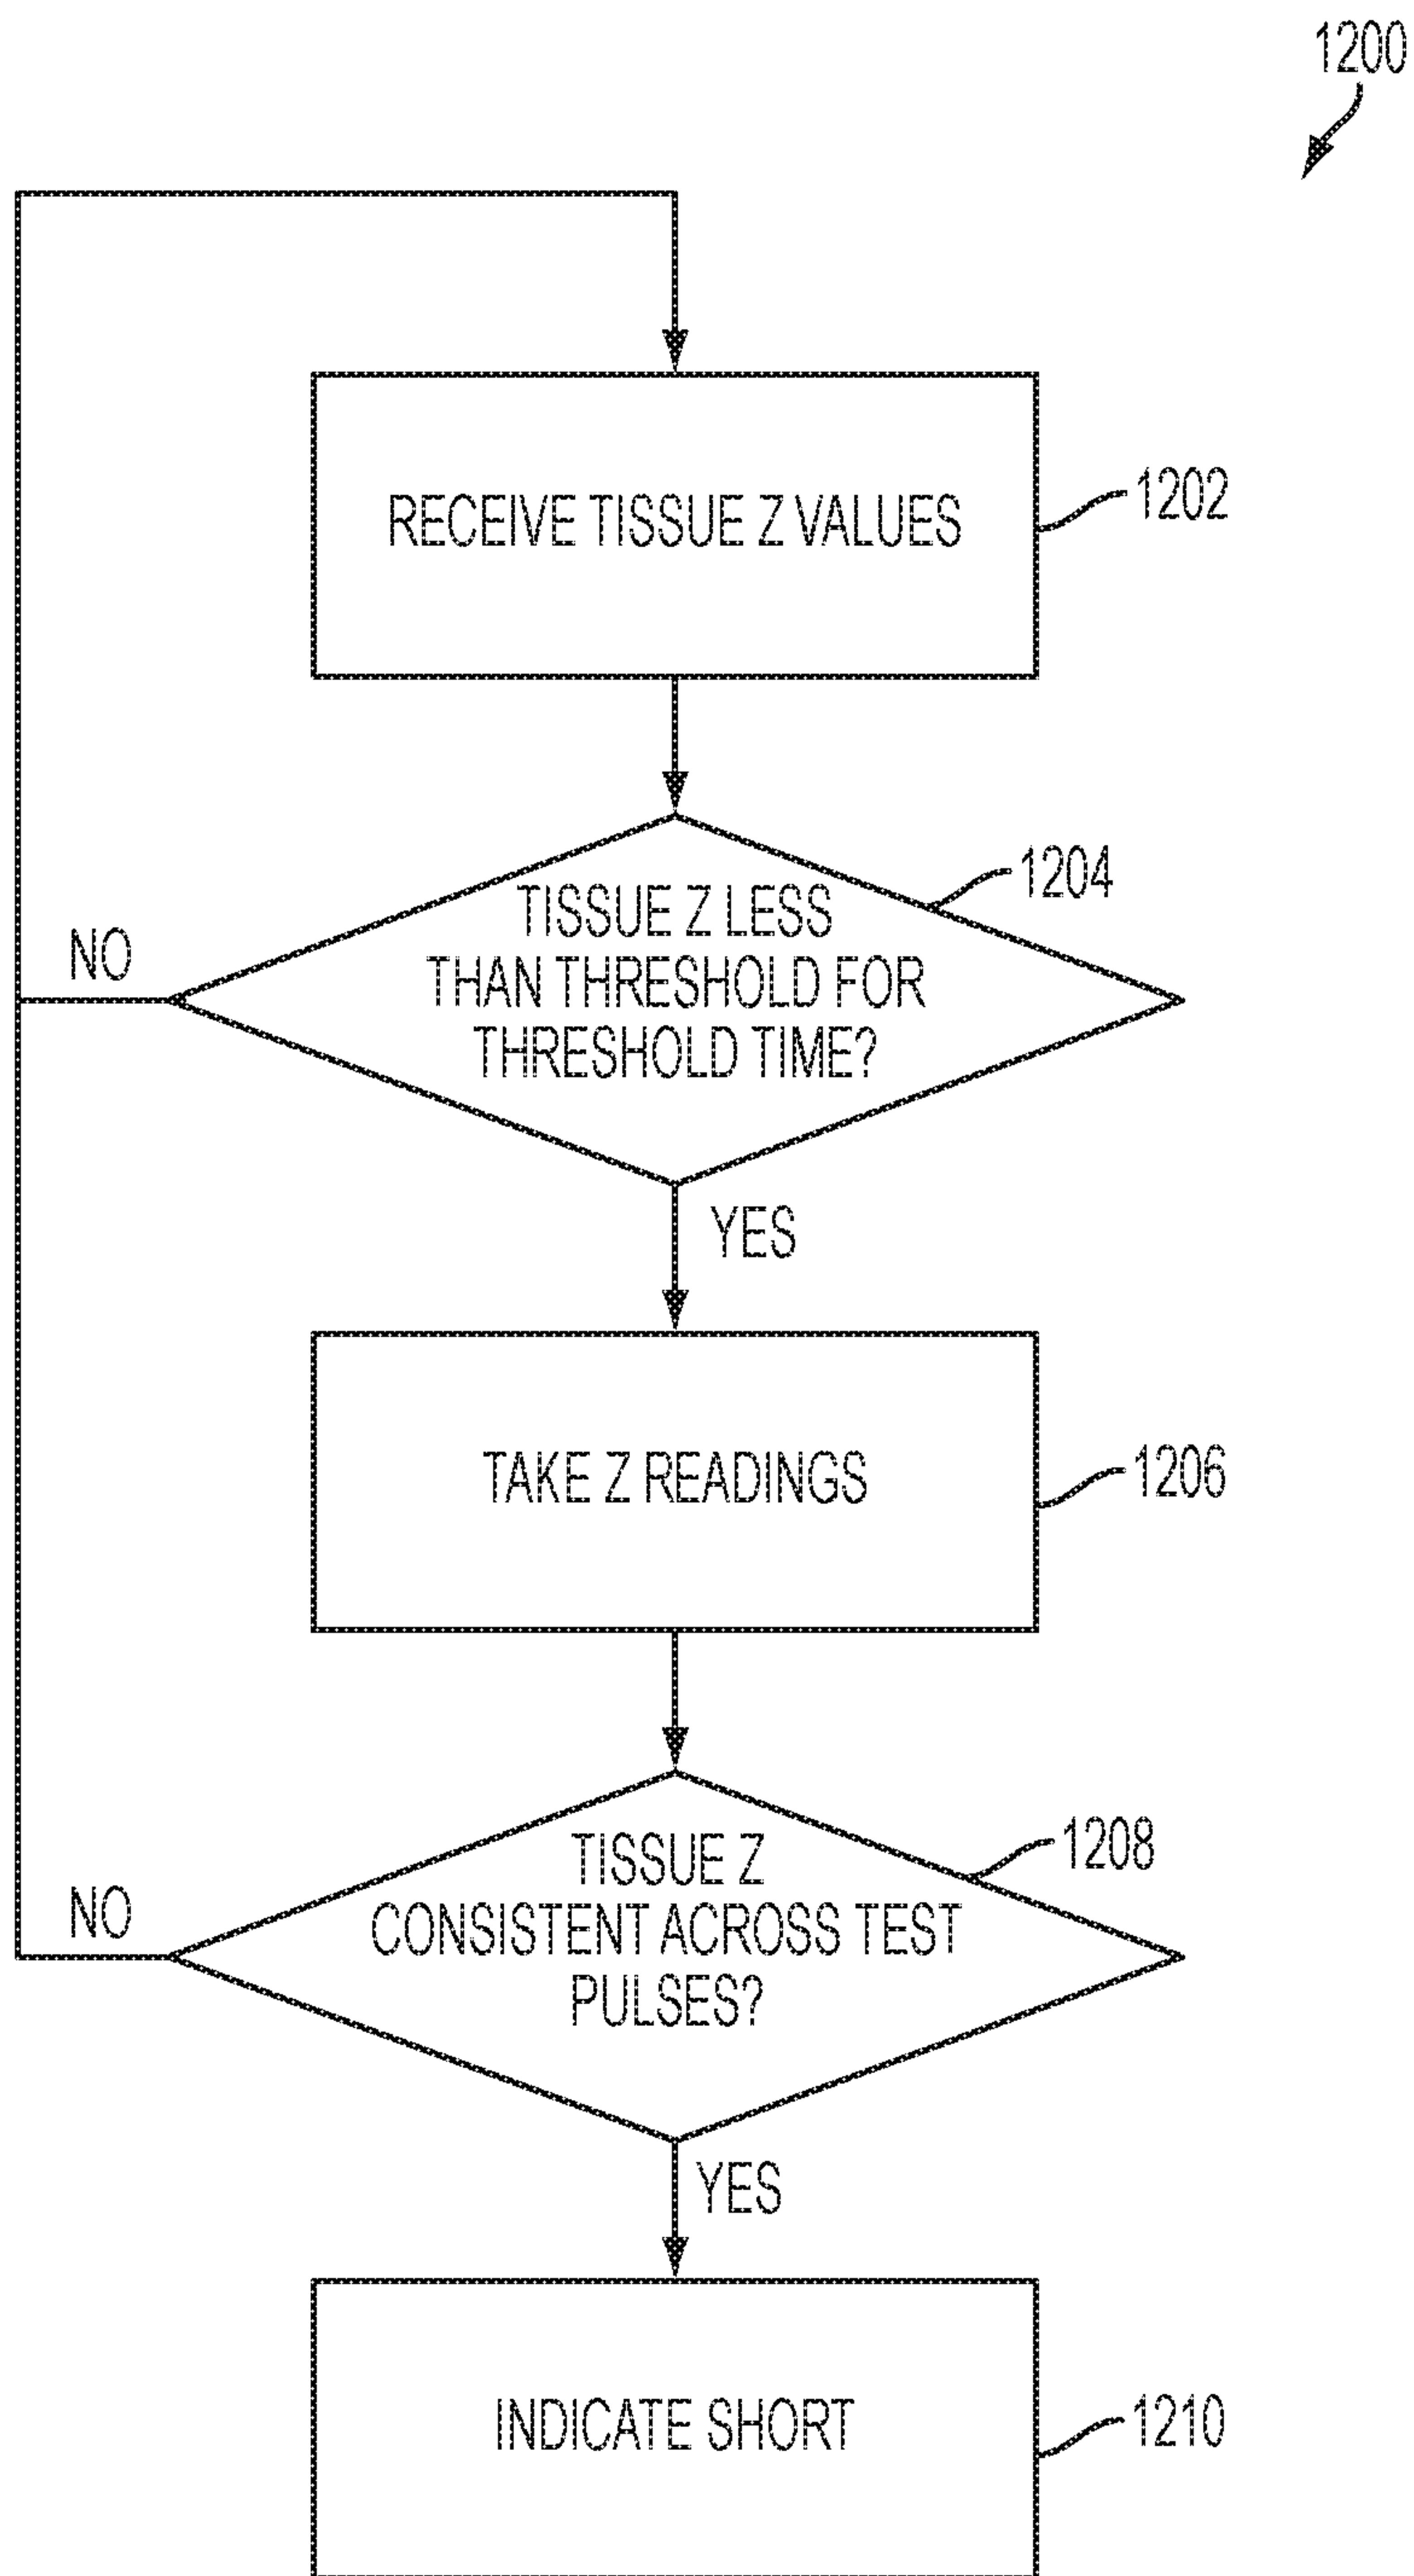 1200
RECEIVE TISSUE Z VALUES
1202
TISSUE Z LESS
THAN THRESHOLD FOR
THRESHOLD TIME?
1204
NO
YES
TAKE Z READINGS
1206
TISSUE Z
CONSISTENT ACROSS TEST
PULSES?
1208
NO
YES
INDICATE SHORT
1210